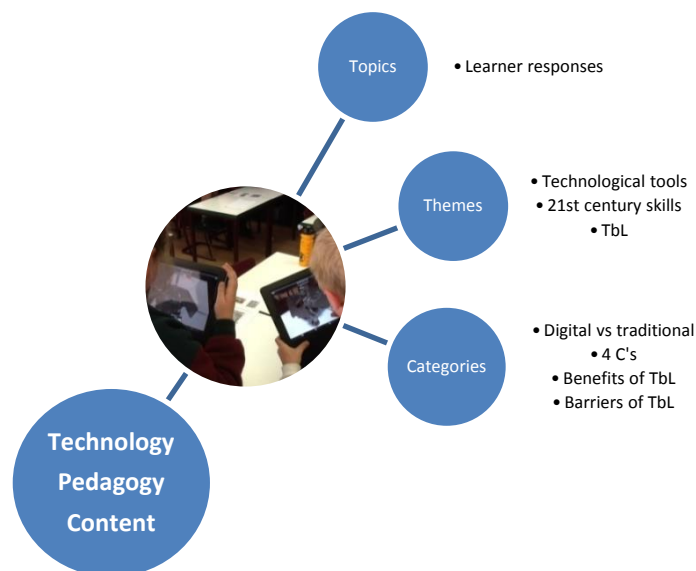 Topics
• Learner responses
Themes
• Technological tools
• 21st century skills
• TbL
Categories
• Digital vs traditional
• 4 C's
• Benefits of TbL
• Barriers of TbL
Technology
Pedagogy
Content